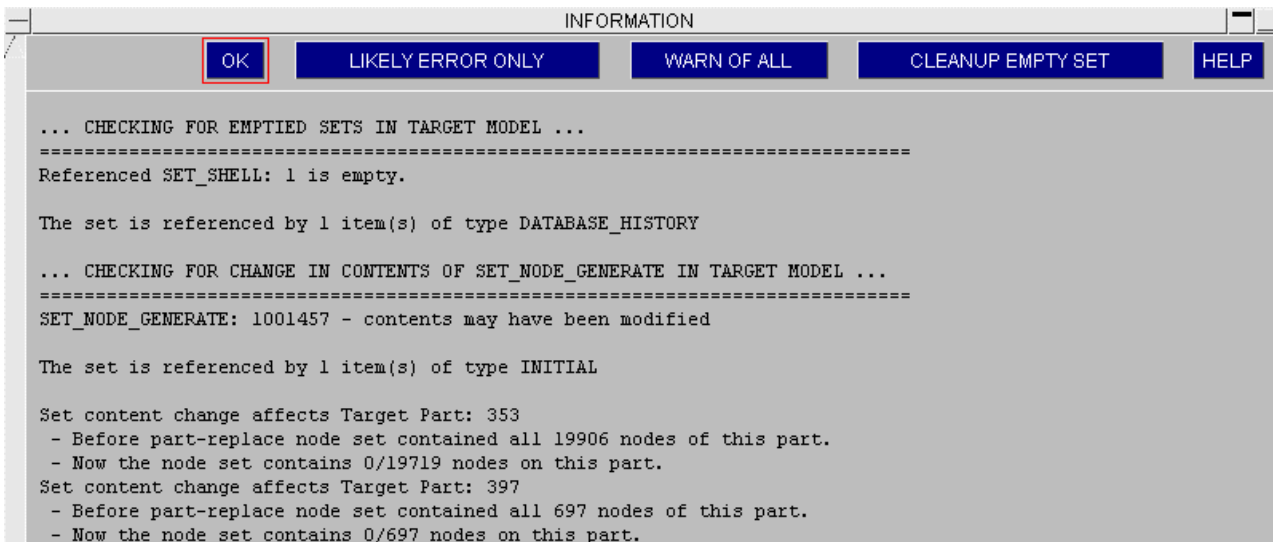 INFORMATION
OK LIKELY ERROR ONLY WARN OF ALL CLEANUP EMPTY SET HELP
... CHECKING FOR EMPTIED SETS IN TARGET MODEL ...
==============================================================================
Referenced SET_SHELL: 1 is empty.
The set is referenced by 1 item(s) of type DATABASE_HISTORY
... CHECKING FOR CHANGE IN CONTENTS OF SET_NODE_GENERATE IN TARGET MODEL ...
==============================================================================
SET_NODE_GENERATE: 1001457 - contents may have been modified
The set is referenced by 1 item(s) of type INITIAL
Set content change affects Target Part: 353
- Before part-replace node set contained all 19906 nodes of this part.
- Now the node set contains 0/19719 nodes on this part.
Set content change affects Target Part: 397
- Before part-replace node set contained all 697 nodes of this part.
- Now the node set contains 0/697 nodes on this part.